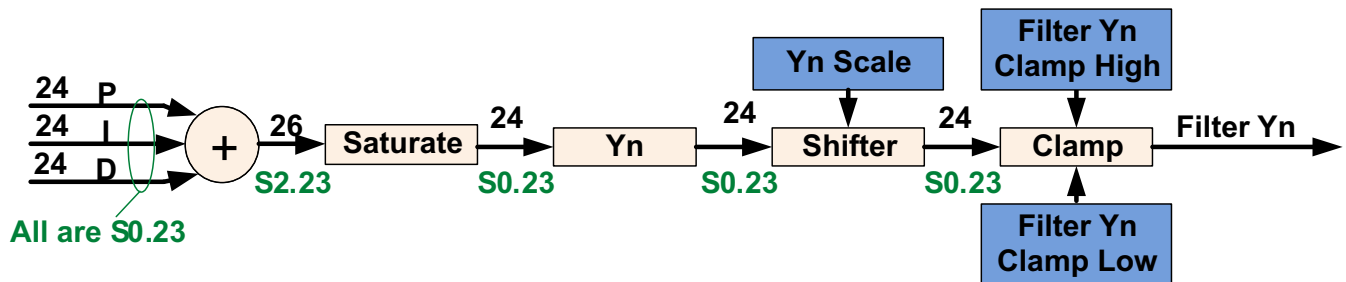 24 P
24 I
24 D
All are S0.23
+
26
S2.23
Saturate
24
S0.23
Yn
24
S0.23
Yn Scale
Shifter
24
S0.23
Filter Yn
Clamp High
Clamp
Filter Yn
Clamp Low
Filter Yn